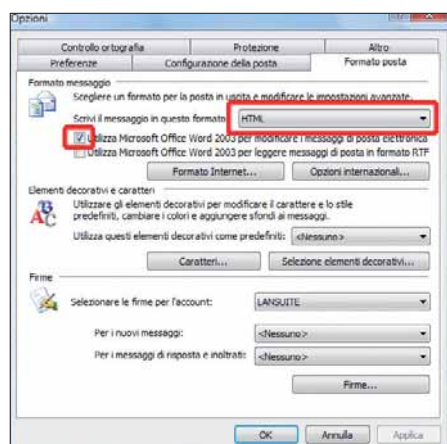 Opzioni
Controllo ortografia Protezione Altro
Preferenze Configurazione della posta Formato posta
Formato messaggio
Scegliere un formato per la posta in uscita e modificare le impostazioni avanzate.
Scrivi il messaggio in questo formato: HTML
Utilizza Microsoft Office Word 2003 per modificare i messaggi di posta elettronica
Utilizza Microsoft Office Word 2003 per leggere messaggi di posta in formato RTF
Formato Internet... Opzioni internazionali...
Elementi decorativi e caratteri
Utilizzare gli elementi decorativi per modificare il carattere e lo stile
predefiniti, cambiare i colori e aggiungere sfondi ai messaggi.
Utilizza questi elementi decorativi come predefiniti: <Nessuno>
Caratteri... Selezione elementi decorativi...
Firme
Selezionare le firme per l'account: LANSUITE
Per i nuovi messaggi: <Nessuno>
Per i messaggi di risposta e inoltrati: <Nessuno>
Firme...
OK Annulla Applica